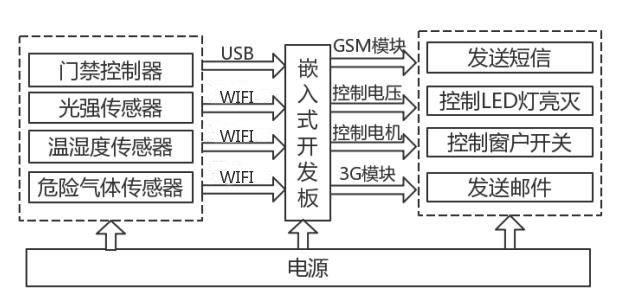 门禁控制器
光强传感器
温湿度传感器
危险气体传感器
USB
WIFI
WIFI
WIFI
嵌入式开发板
GSM模块
控制电压
控制电机
3G模块
发送短信
控制LED灯亮灭
控制窗户开关
发送邮件
电源